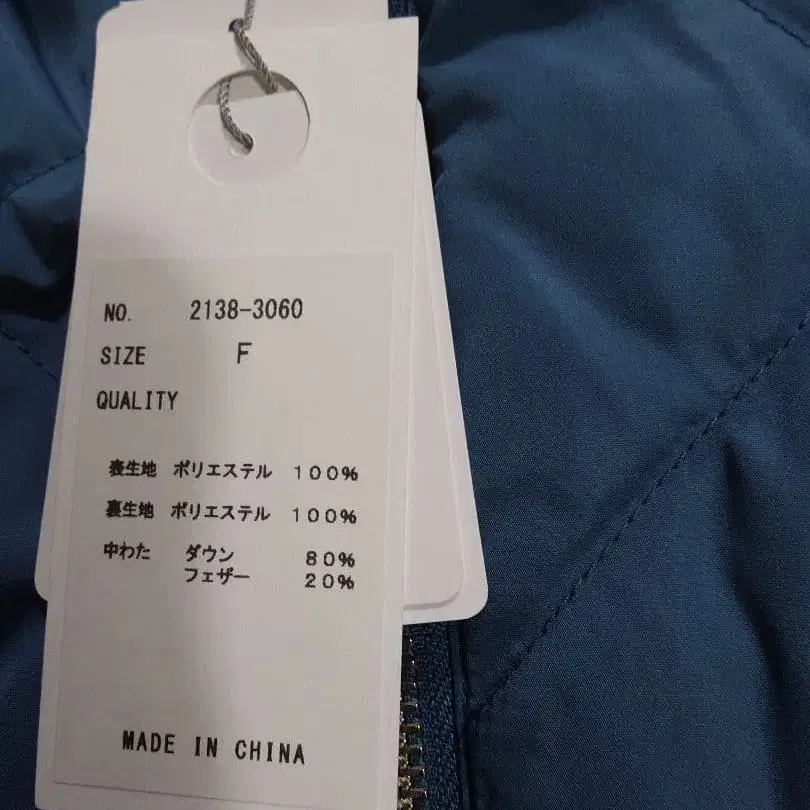 NO. 2138-3060
SIZE F
QUALITY
表生地 ポリエステル 100%
裏生地 ポリエステル 100%
中わた ダウン 80%
フェザー 20%
MADE IN CHINA